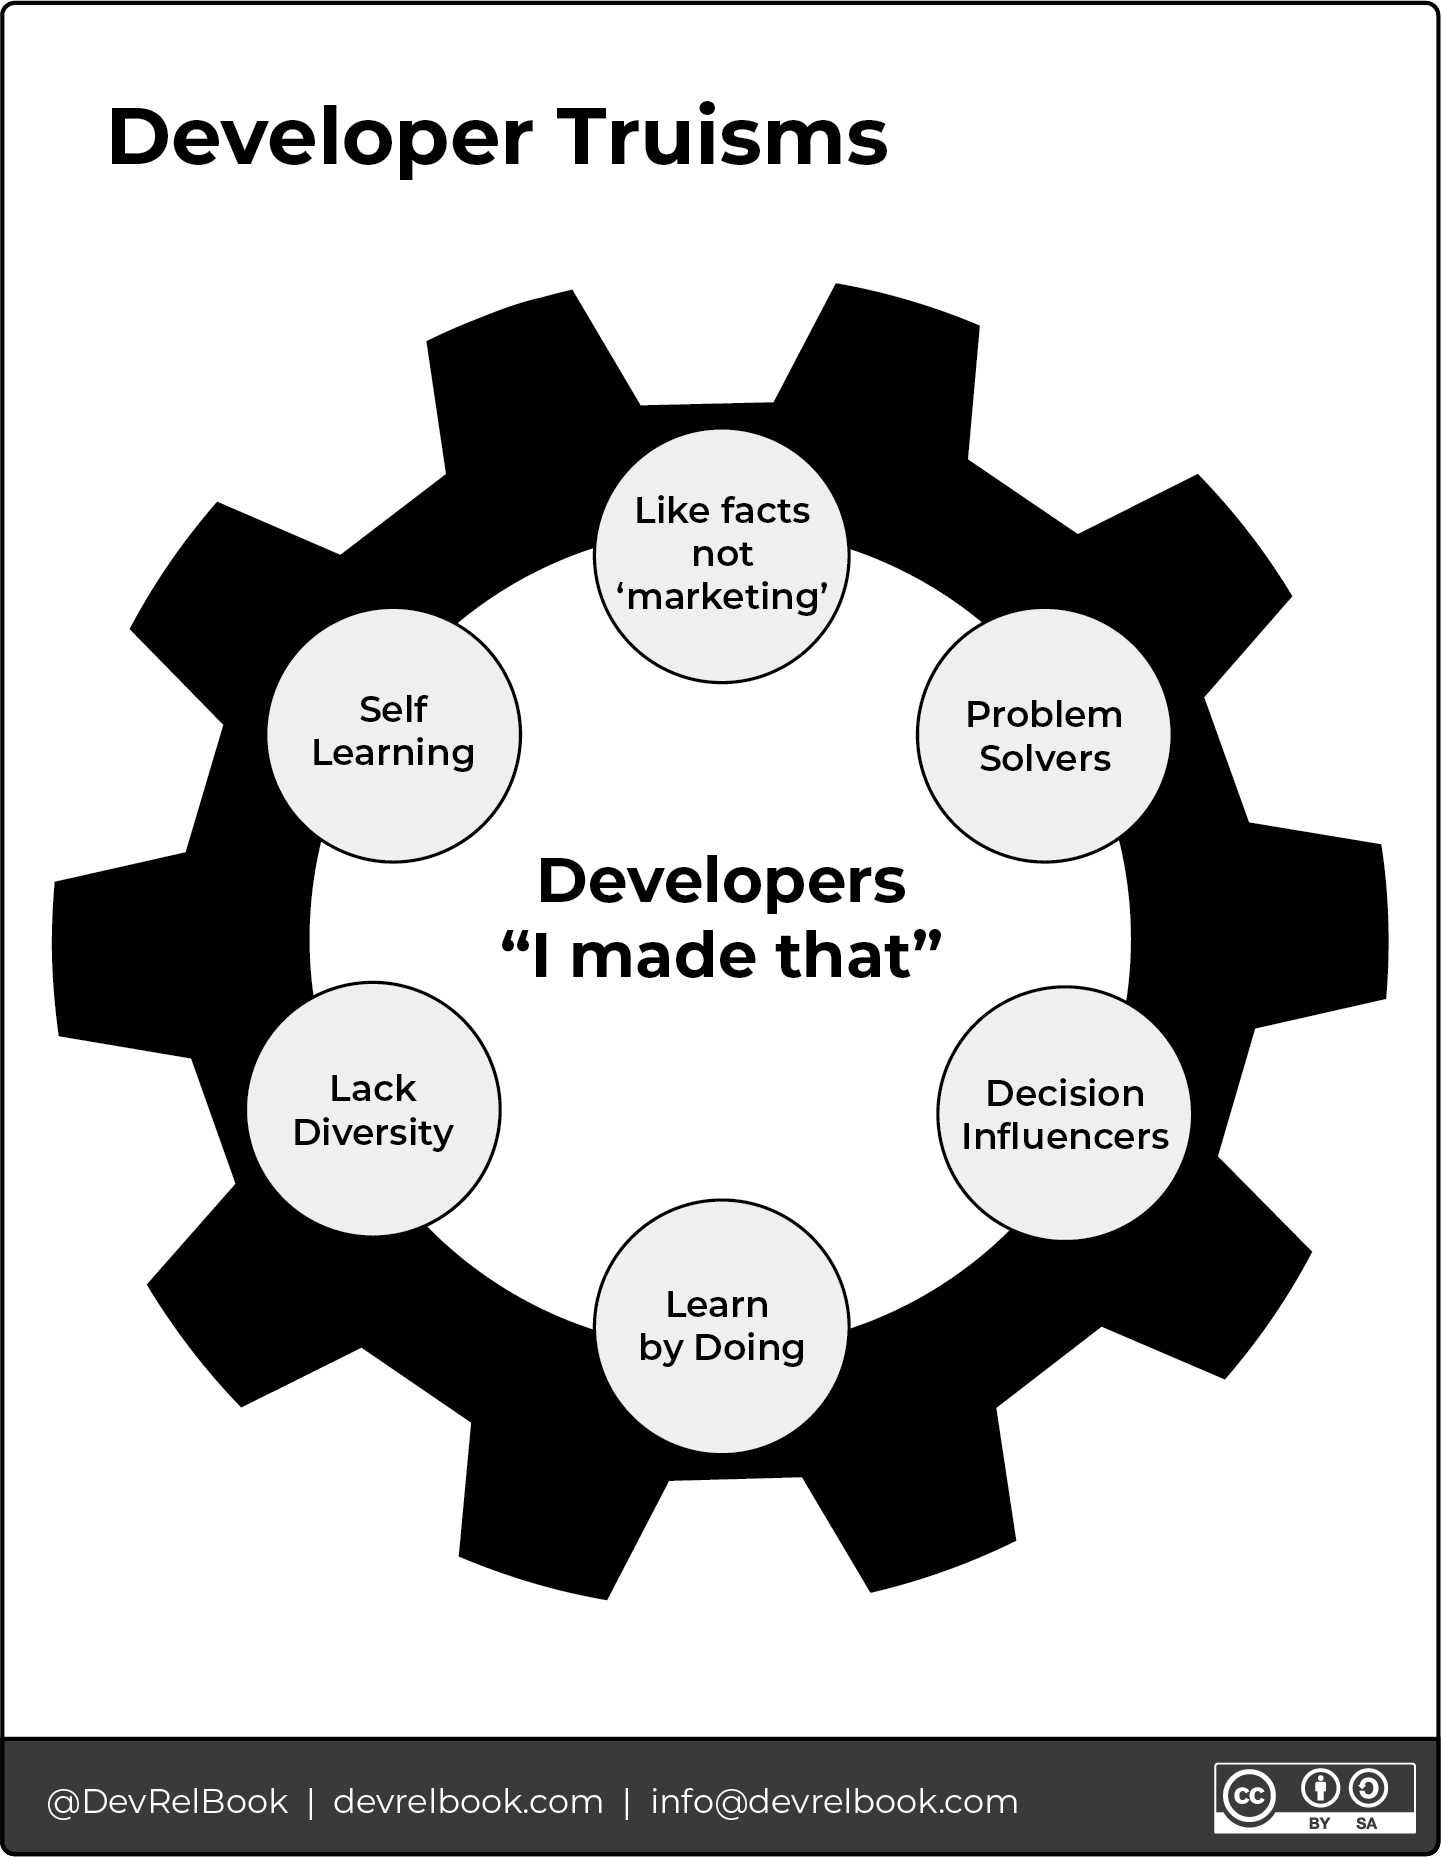 Developer Truisms
Like facts
not
‘marketing’
Self
Learning
Problem
Solvers
Developers
“I made that”
Lack
Diversity
Decision
Influencers
Learn
by Doing
@DevRelBook | devrelbook.com | info@devrelbook.com
cc
BY SA